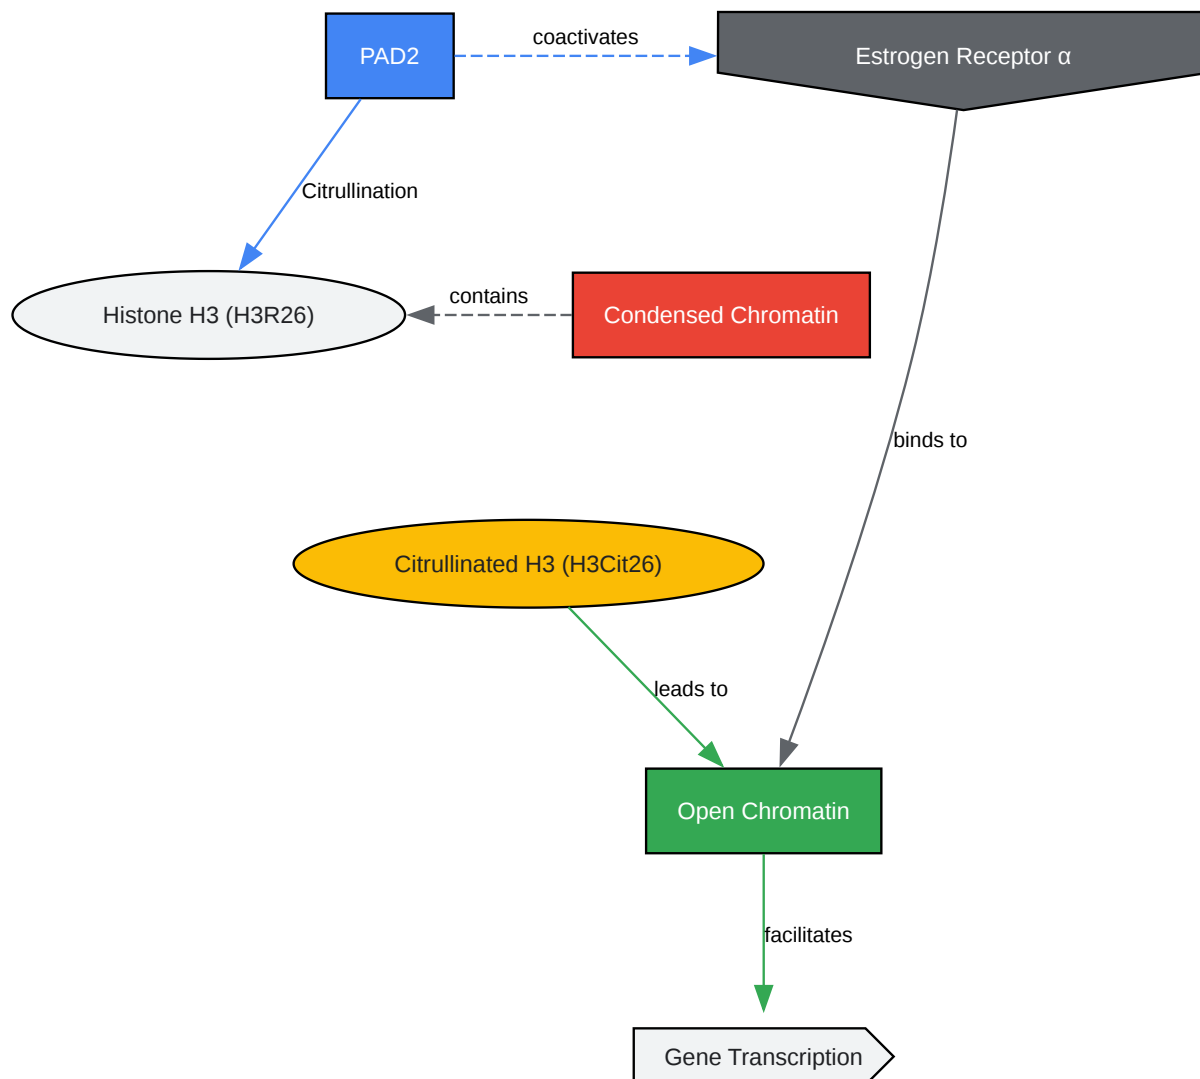 PAD2
coactivates
Estrogen Receptor α
Citrullination
Histone H3 (H3R26)
contains
Condensed Chromatin
binds to
Citrullinated H3 (H3Cit26)
leads to
Open Chromatin
facilitates
Gene Transcription